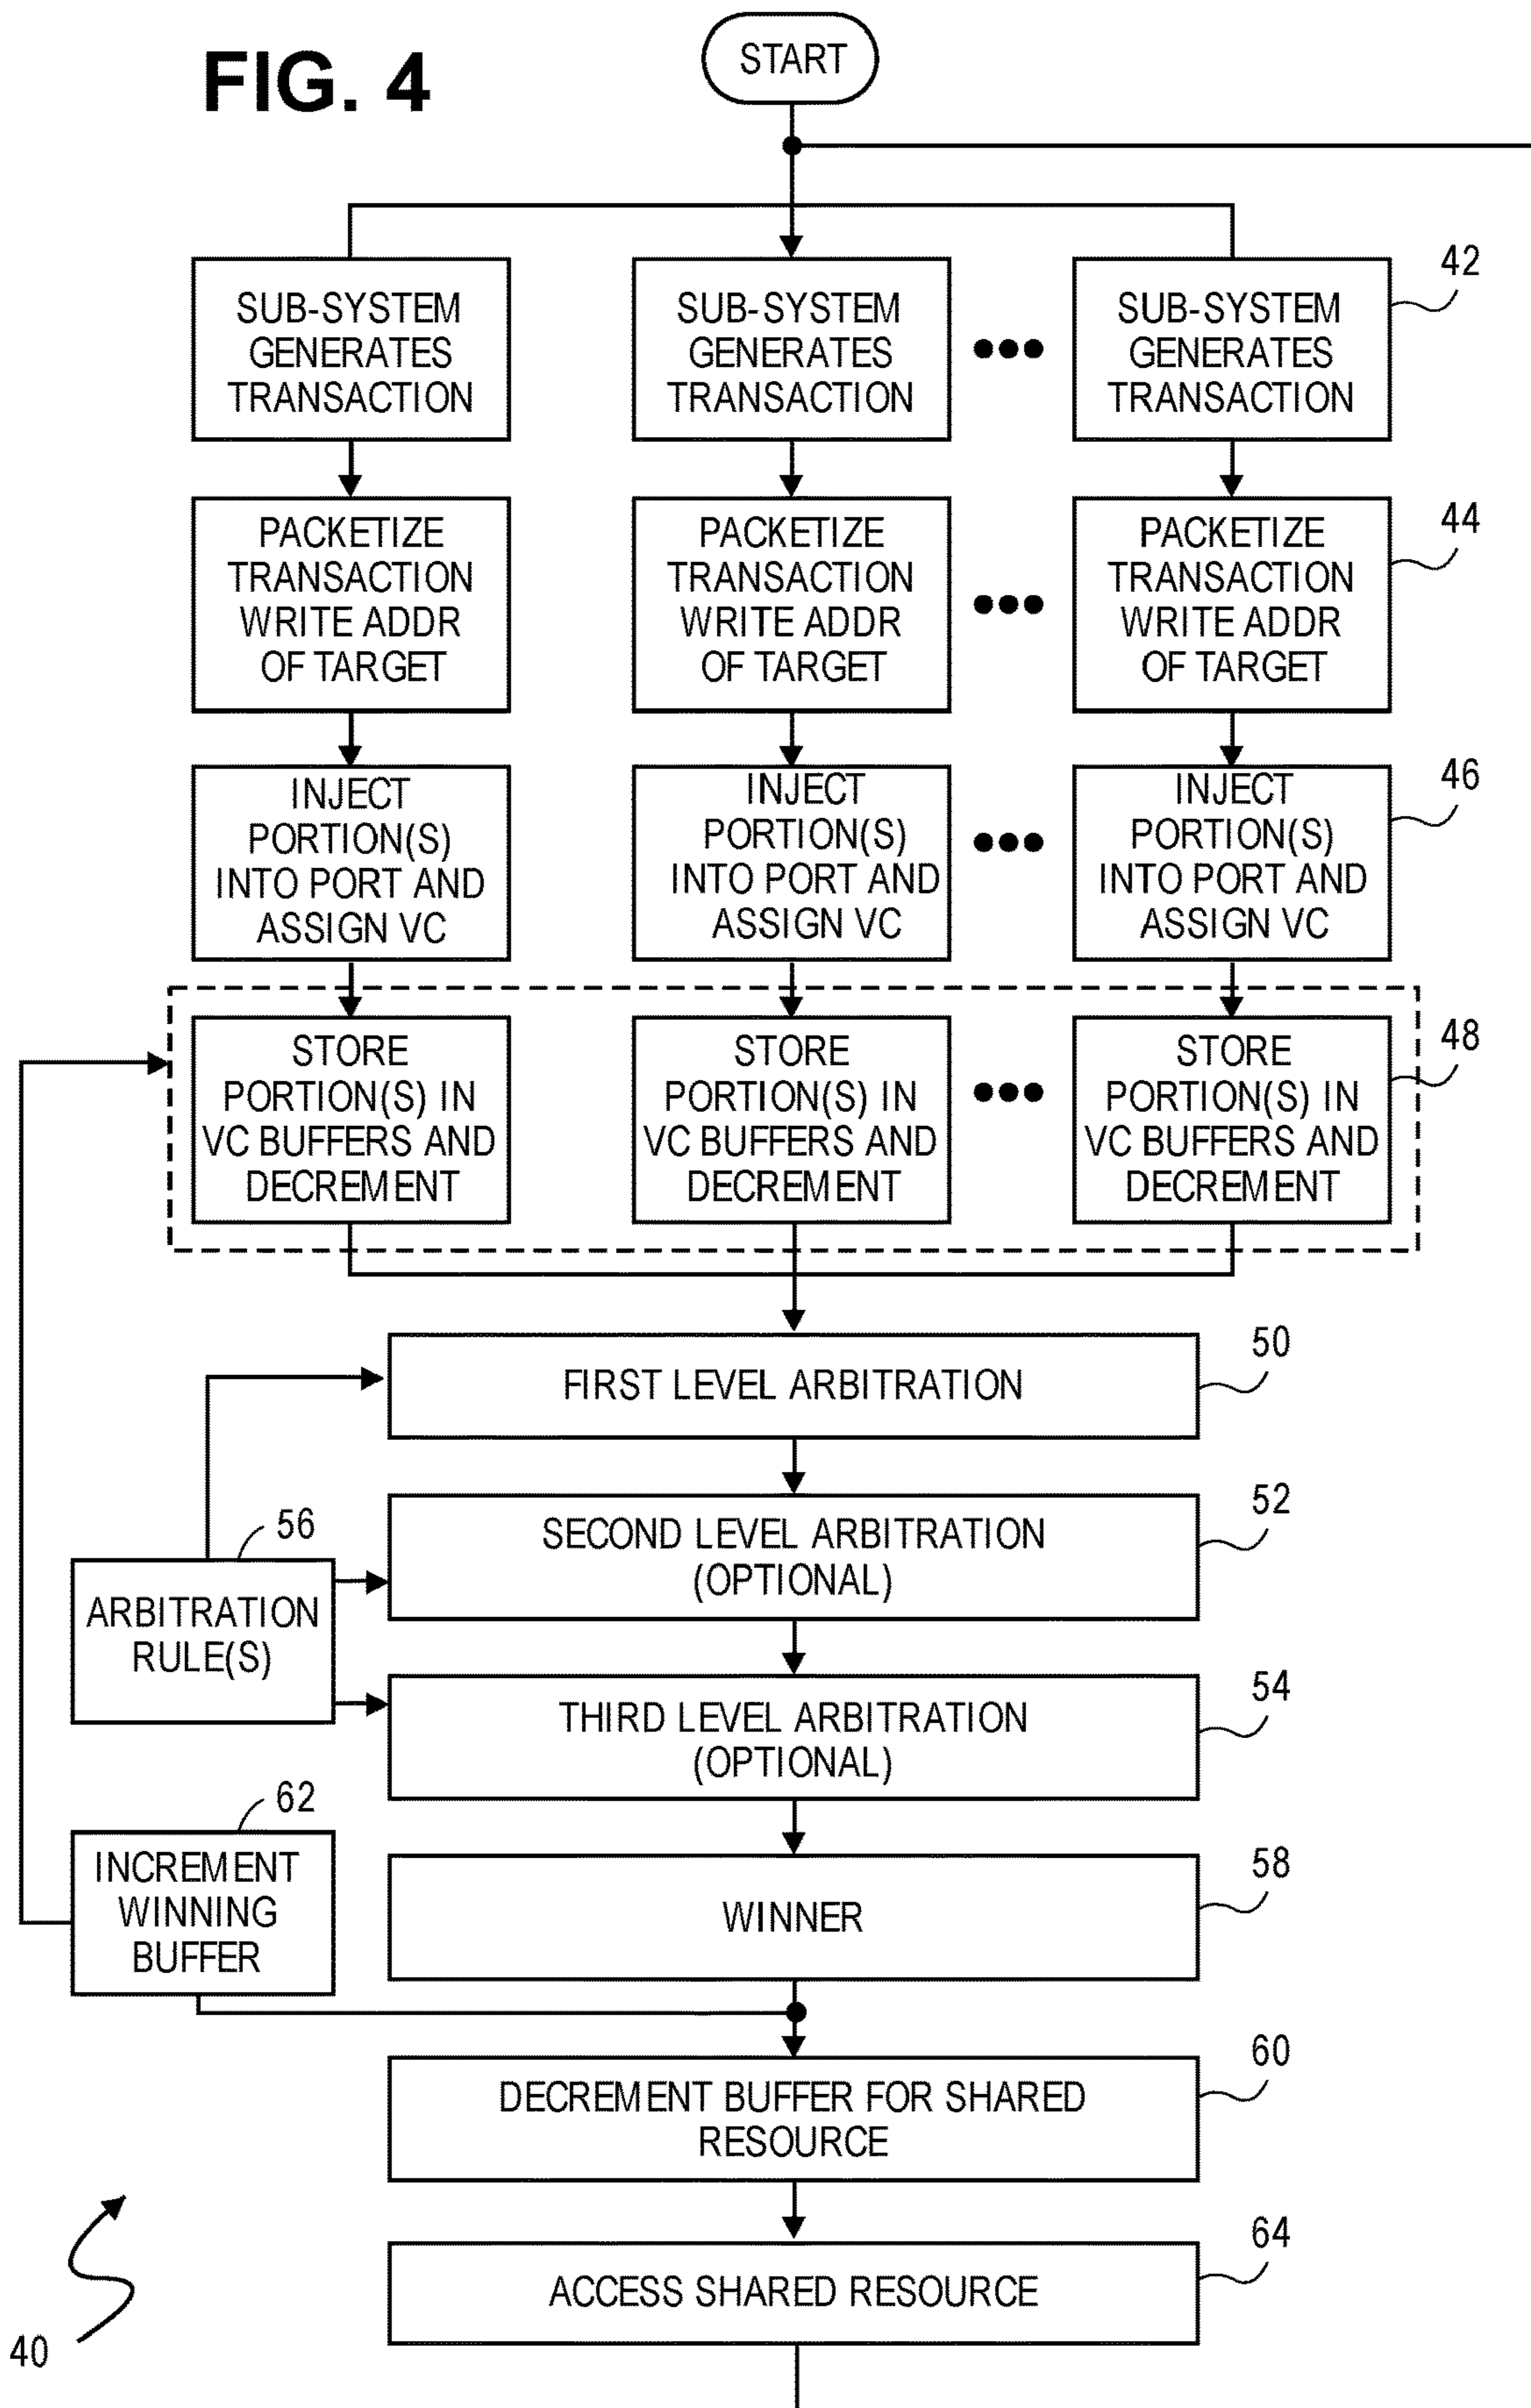 FIG. 4
START
SUB-SYSTEM
GENERATES
TRANSACTION
SUB-SYSTEM
GENERATES
TRANSACTION
SUB-SYSTEM
GENERATES
TRANSACTION
42
PACKETIZE
TRANSACTION
WRITE ADDR
OF TARGET
PACKETIZE
TRANSACTION
WRITE ADDR
OF TARGET
PACKETIZE
TRANSACTION
WRITE ADDR
OF TARGET
44
INJECT
PORTION(S)
INTO PORT AND
ASSIGN VC
INJECT
PORTION(S)
INTO PORT AND
ASSIGN VC
INJECT
PORTION(S)
INTO PORT AND
ASSIGN VC
46
STORE
PORTION(S) IN
VC BUFFERS AND
DECREMENT
STORE
PORTION(S) IN
VC BUFFERS AND
DECREMENT
STORE
PORTION(S) IN
VC BUFFERS AND
DECREMENT
48
FIRST LEVEL ARBITRATION
50
SECOND LEVEL ARBITRATION
(OPTIONAL)
52
56
ARBITRATION
RULE(S)
THIRD LEVEL ARBITRATION
(OPTIONAL)
54
62
INCREMENT
WINNING
BUFFER
WINNER
58
DECREMENT BUFFER FOR SHARED
RESOURCE
60
ACCESS SHARED RESOURCE
64
40